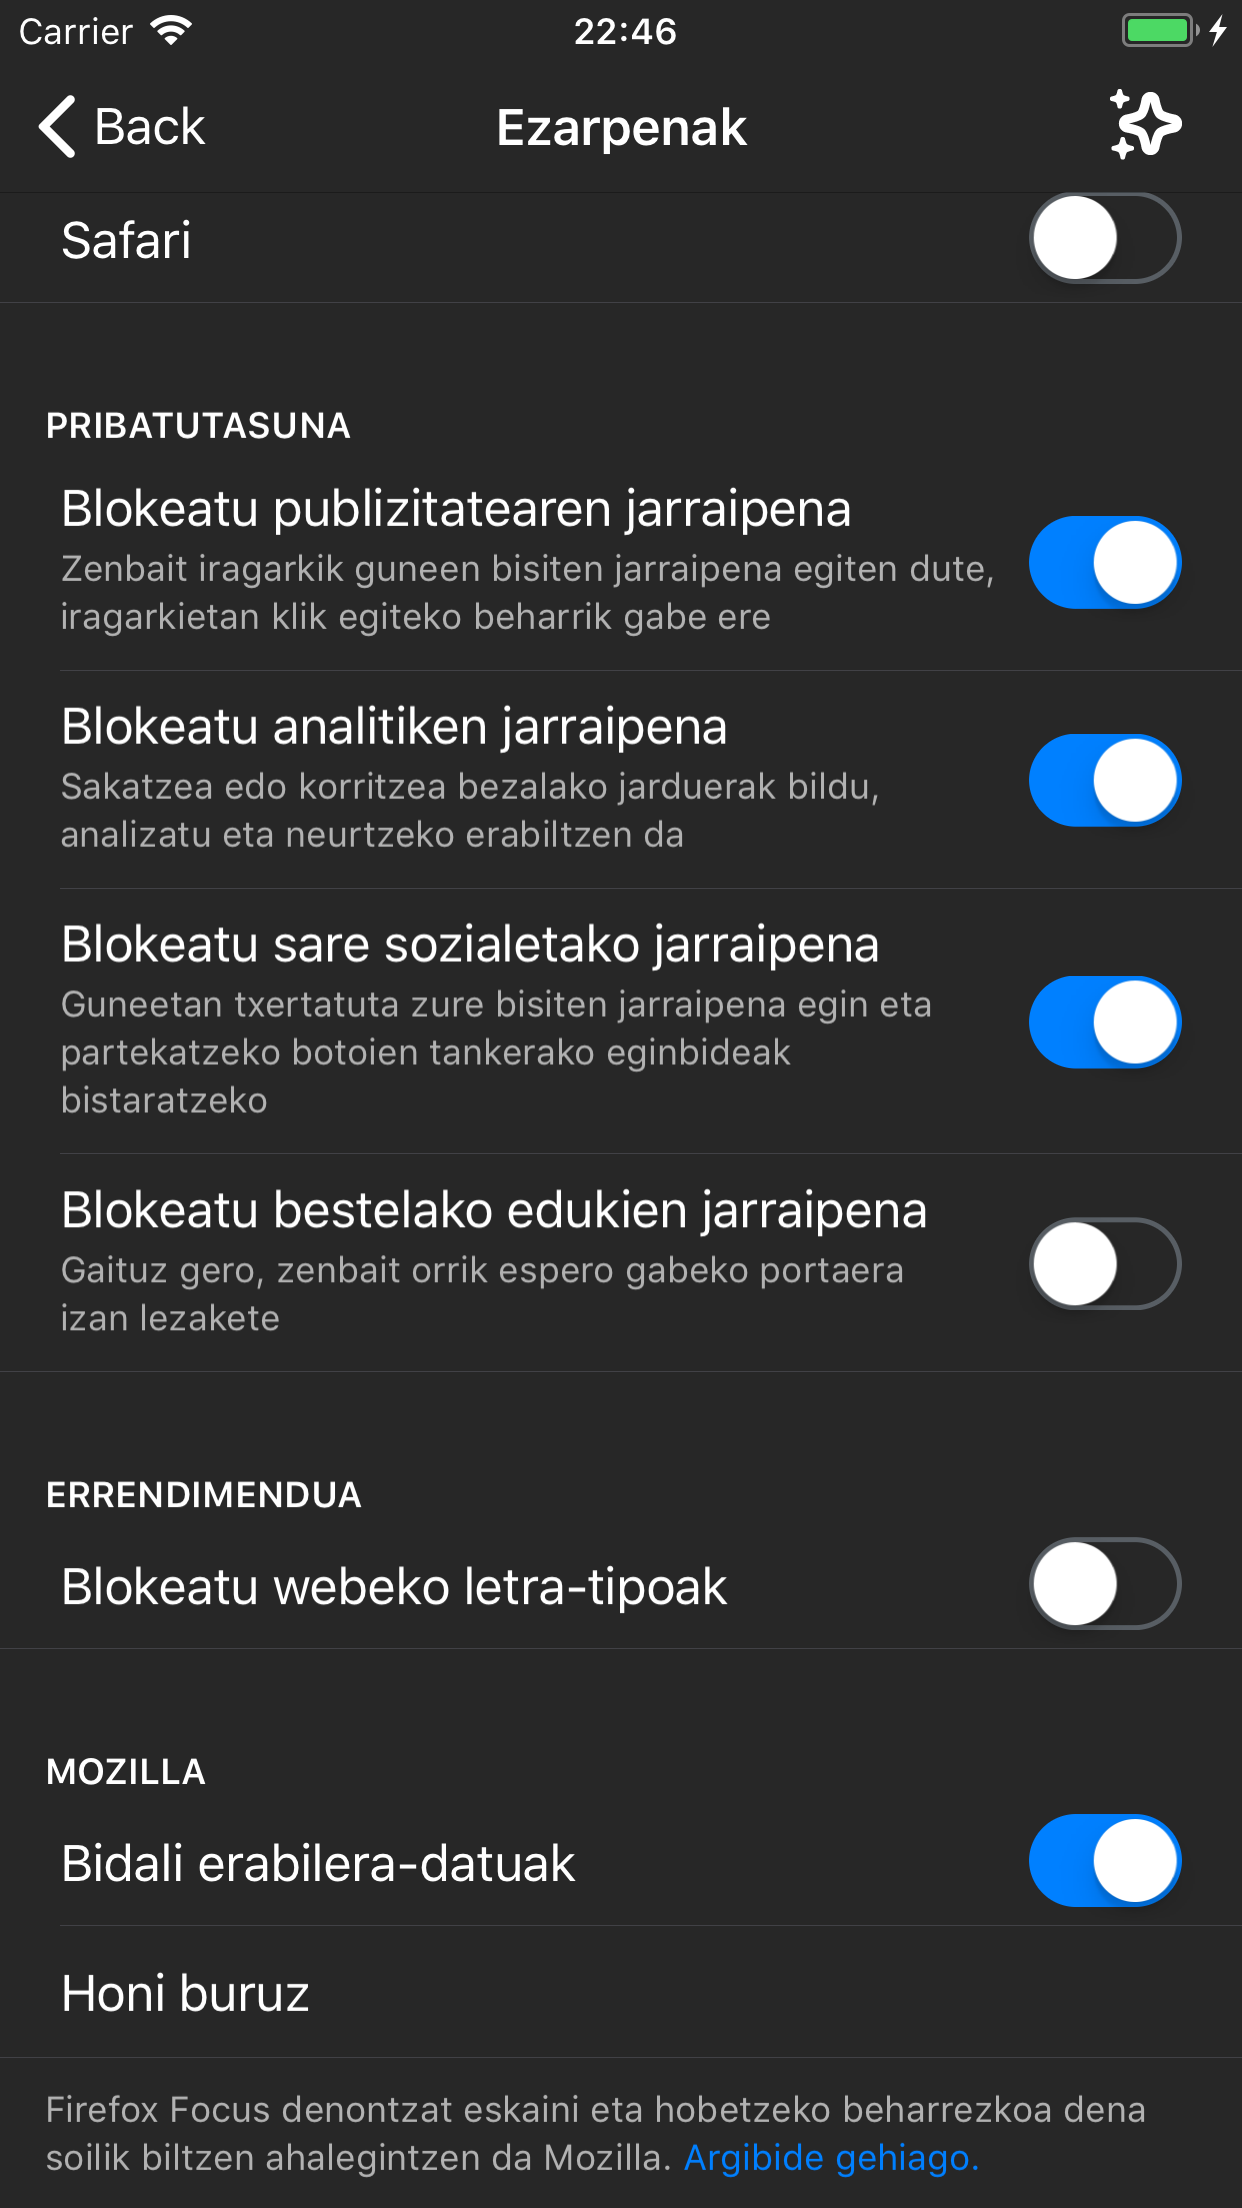 Carrier 22:46
Back Ezarpenak
Safari
PRIBATUTASUNA
Blokeatu publizitatearen jarraipena
Zenbait iragarkik guneen bisiten jarraipena egiten dute,
iragarkietan klik egiteko beharrik gabe ere
Blokeatu analitiken jarraipena
Sakatzea edo korritzea bezalako jarduerak bildu,
analizatu eta neurtzeko erabiltzen da
Blokeatu sare sozialetako jarraipena
Guneetan txertatuta zure bisiten jarraipena egin eta
partekatzeko botoien tankerako eginbideak
bistaratzeko
Blokeatu bestelako edukien jarraipena
Gaituz gero, zenbait orrik espero gabeko portaera
izan lezakete
ERRENDIMENDUA
Blokeatu webeko letra-tipoak
MOZILLA
Bidali erabilera-datuak
Honi buruz
Firefox Focus denontzat eskaini eta hobetzeko beharrezkoa dena
soilik biltzen ahalegintzen da Mozilla. Argibide gehiago.